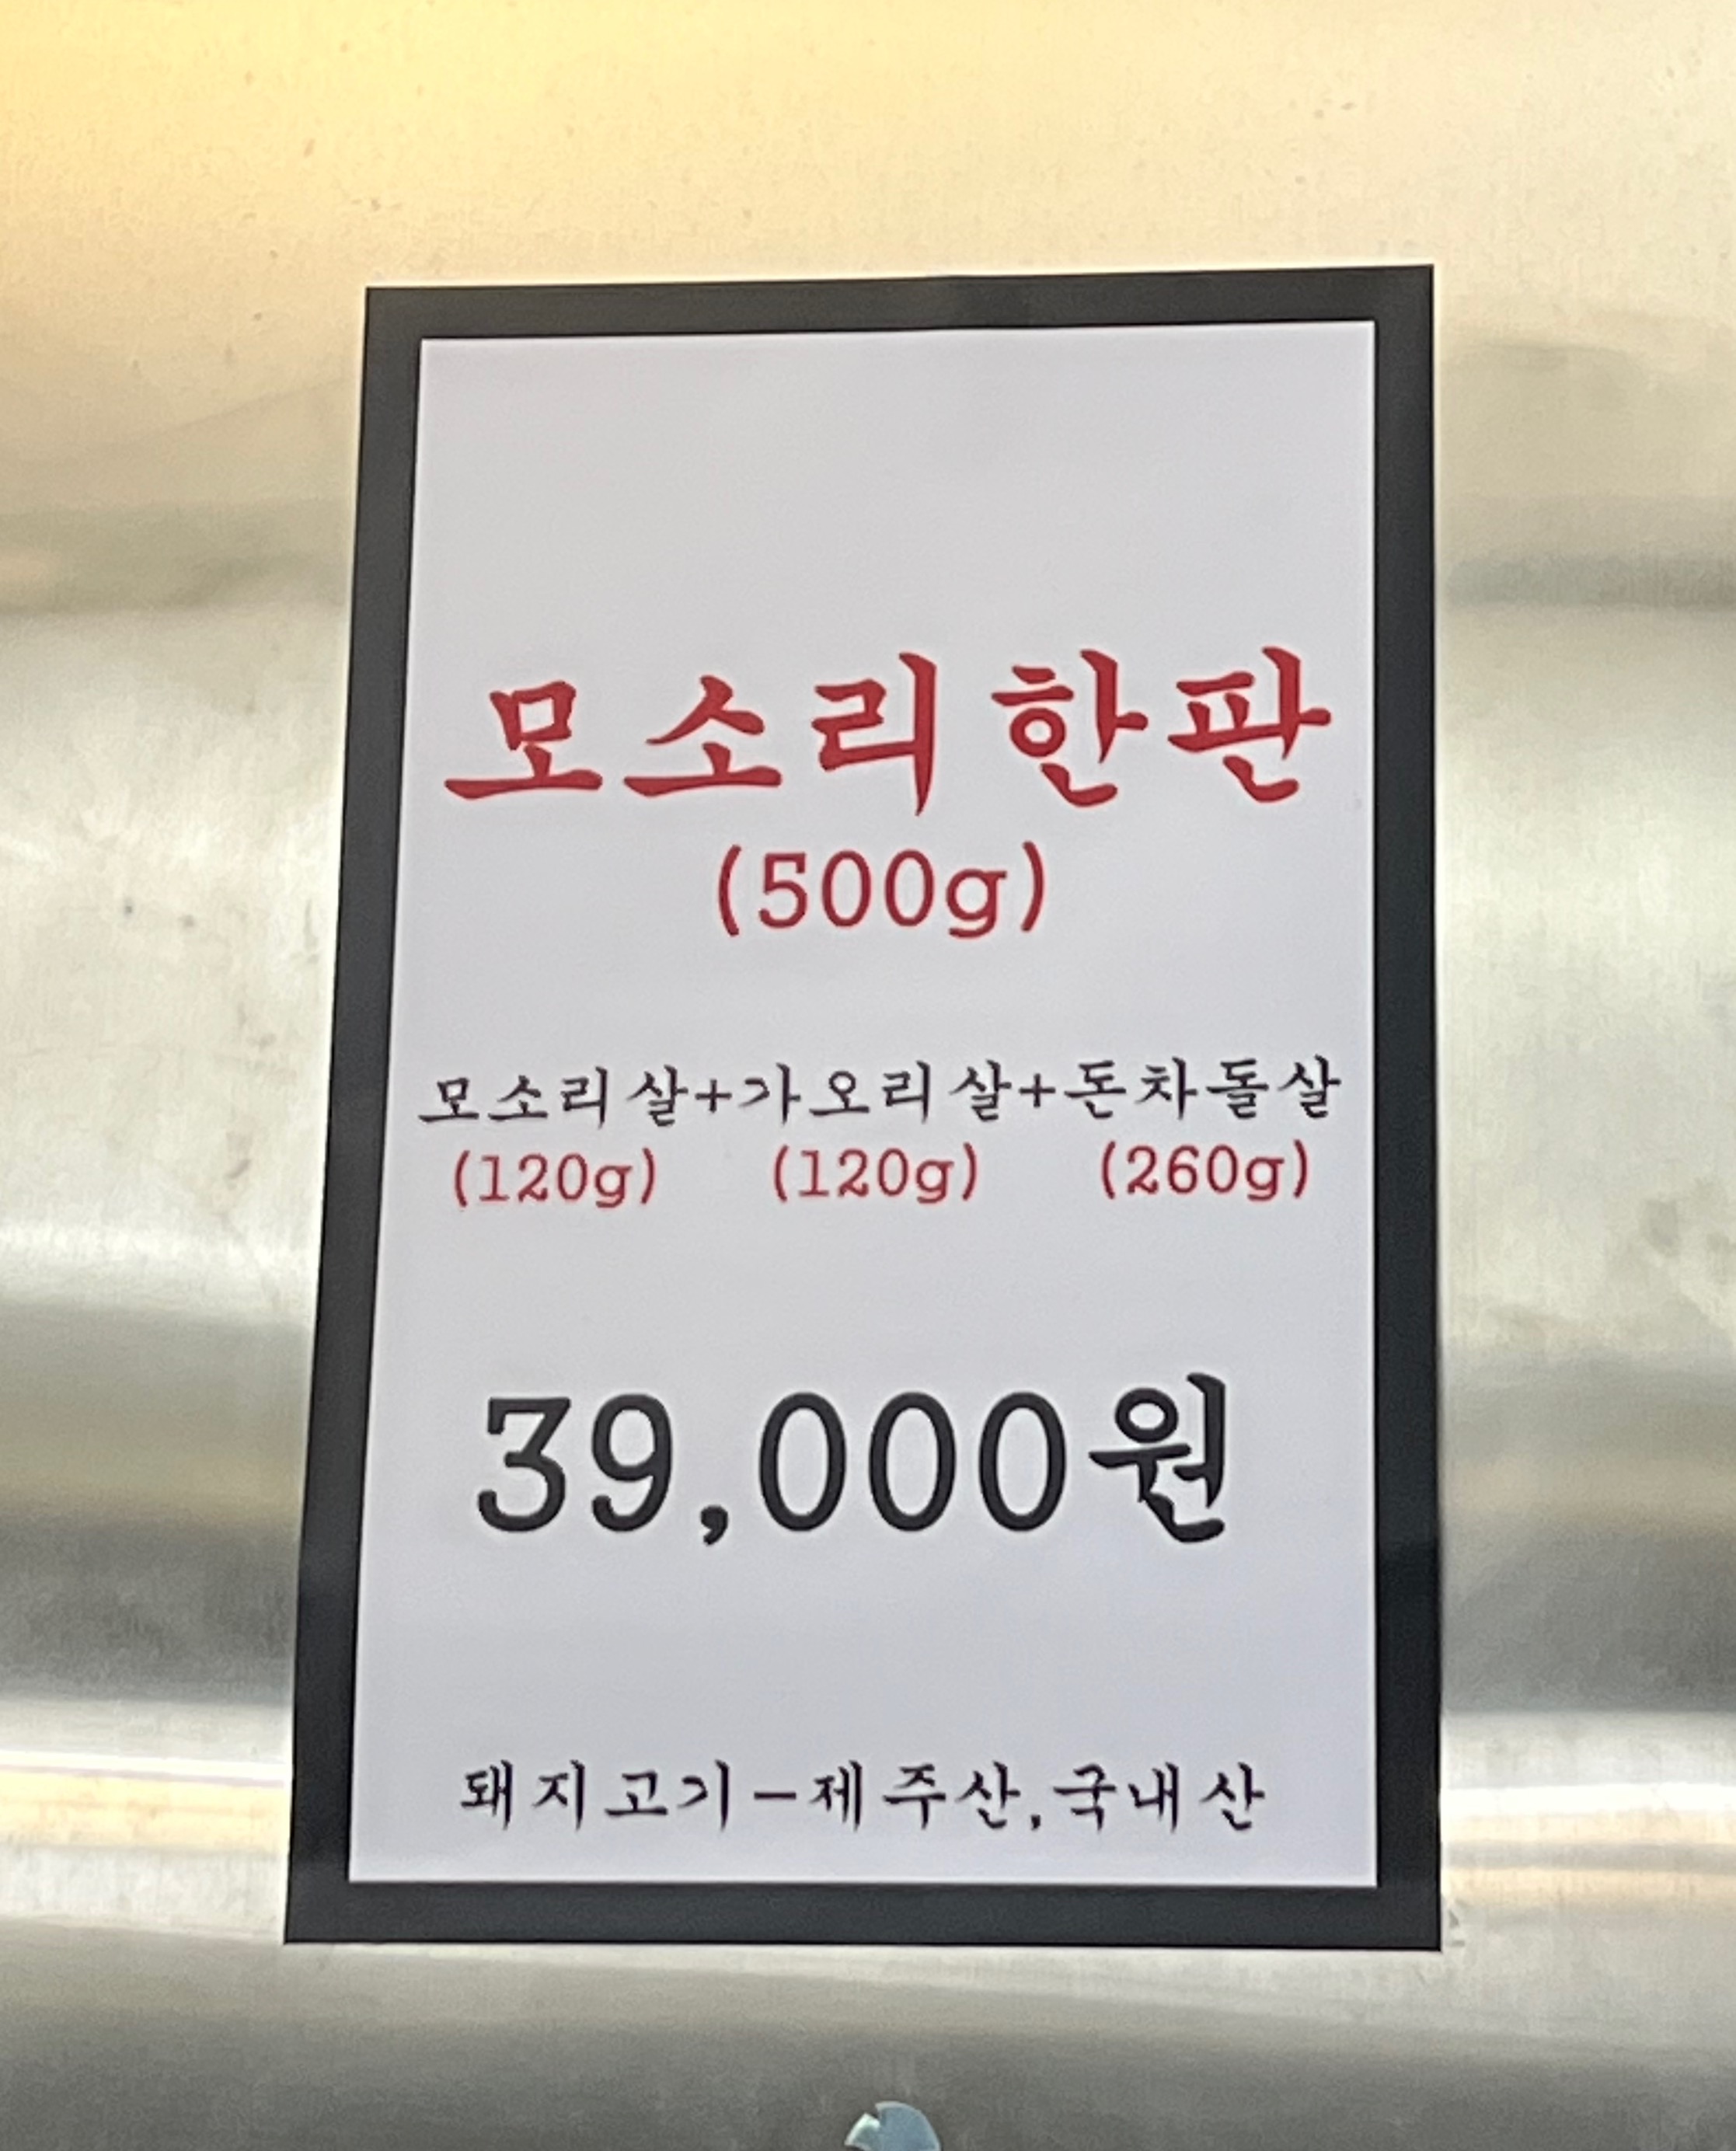 모소리한판
(500g)
모소리살+가오리살+돈차돌살
(120g) (120g) (260g)
39,000원
돼지고기-제주산,국내산